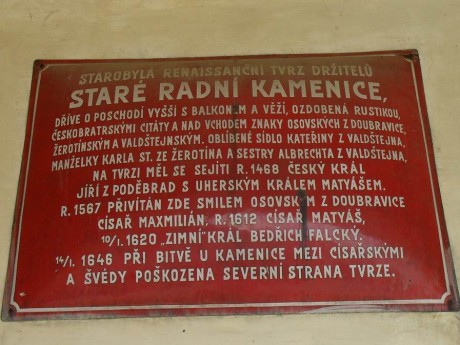 STAROBYLÁ RENAISSANČNÍ TVRZ DRŽITELŮ
STARÉ RADNÍ KAMENICE,
DŘÍVE O POSCHODÍ VYŠŠÍ S BALKONEM A VĚŽÍ, OZDOBENÁ RUSTIKOU,
ČESKOBRATRSKÝMI CITÁTY A NAD VCHODEM ZNAKY OSOVSKÝCH Z DOUBRAVICE,
ŽEROTÍNSKÝM A VALDŠTEJNSKÝM. OBLÍBENÉ SÍDLO KATEŘINY Z VALDŠTEJNA,
MANŽELKY KARLA ST. ZE ŽEROTÍNA A SESTRY ALBRECHTA Z VALDŠTEJNA,
NA TVRZI MĚL SE SEJÍTI R. 1468 ČESKÝ KRÁL
JIŘÍ Z PODĚBRAD S UHERSKÝM KRÁLEM MATYÁŠEM.
R. 1567 PŘIVÍTÁN ZDE SMILEM OSOVSKÝM Z DOUBRAVICE
CÍSAŘ MAXMILIÁN, R. 1612 CÍSAŘ MATYÁŠ,
10/I. 1620 „ZIMNÍ" KRÁL BEDŘICH FALCKÝ.
14/I. 1646 PŘI BITVĚ U KAMENICE MEZI CÍSAŘSKÝMI
A ŠVÉDY POŠKOZENA SEVERNÍ STRANA TVRZE.